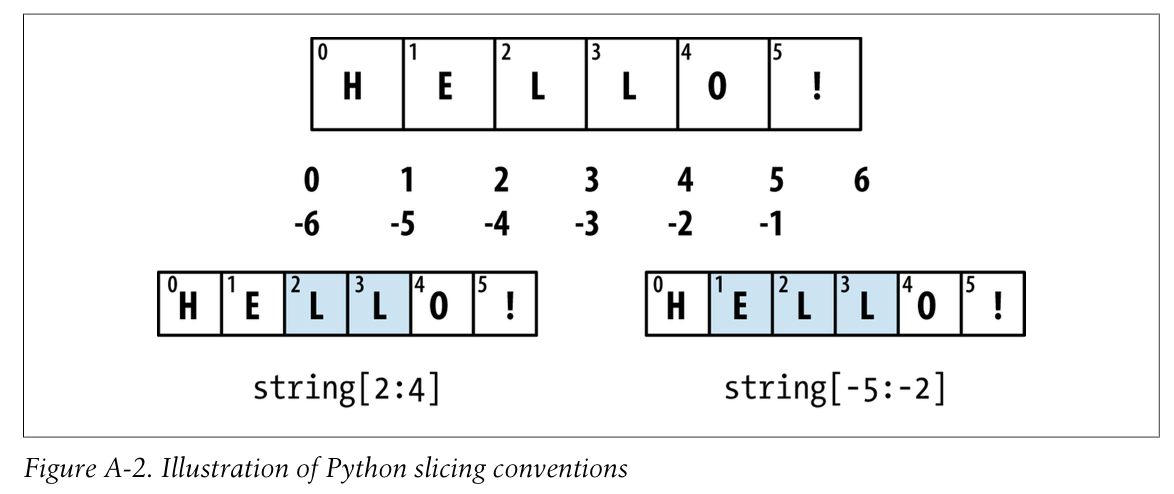 0 1 2 3 4 5
H E L L O !
0 1 2 3 4 5 6
-6 -5 -4 -3 -2 -1
0 1 2 3 4 5
H E L L O !
string[2:4]
0 1 2 3 4 5
H E L L O !
string[-5:-2]
Figure A-2. Illustration of Python slicing conventions